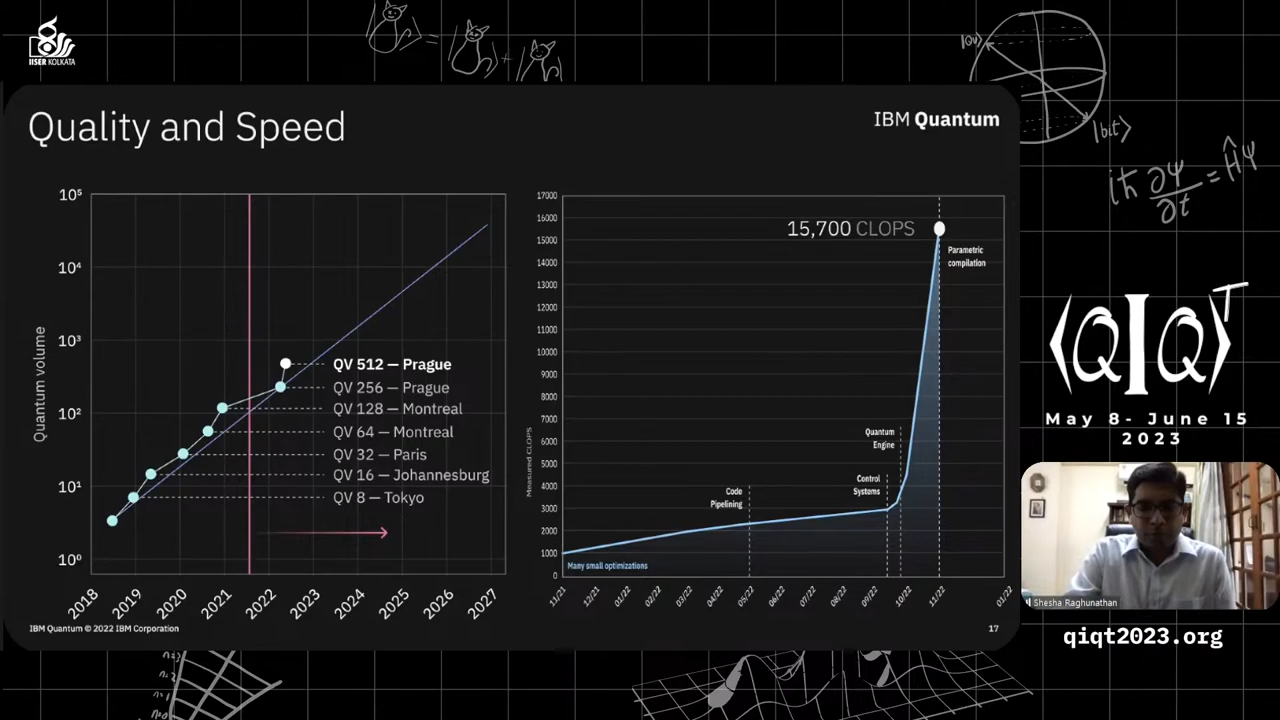 IISER KOLKATA
|Qu⟩
|bit⟩
iħ ∂ψ/∂t = Ĥψ
Quality and Speed
IBM Quantum
10⁵
10⁴
10³
10²
10¹
10⁰
Quantum volume
QV 512 – Prague
QV 256 – Prague
QV 128 – Montreal
QV 64 – Montreal
QV 32 – Paris
QV 16 – Johannesburg
QV 8 – Tokyo
2018 2019 2020 2021 2022 2023 2024 2025 2026 2027
17000
16000
15000
14000
13000
12000
11000
10000
9000
8000
7000
6000
5000
4000
3000
2000
1000
0
Measured CLOPS
15,700 CLOPS
Parametric
compilation
Quantum
Engine
Control
Systems
Code
Pipelining
Many small optimizations
11/21 12/21 01/22 02/22 03/22 04/22 05/22 06/22 07/22 08/22 09/22 10/22 11/22 01/22
IBM Quantum © 2022 IBM Corporation
17
⟨QIQ⟩T
May 8- June 15
2023
Shesha Raghunathan
qiqt2023.org
n=3
n=2
n=1
n=0